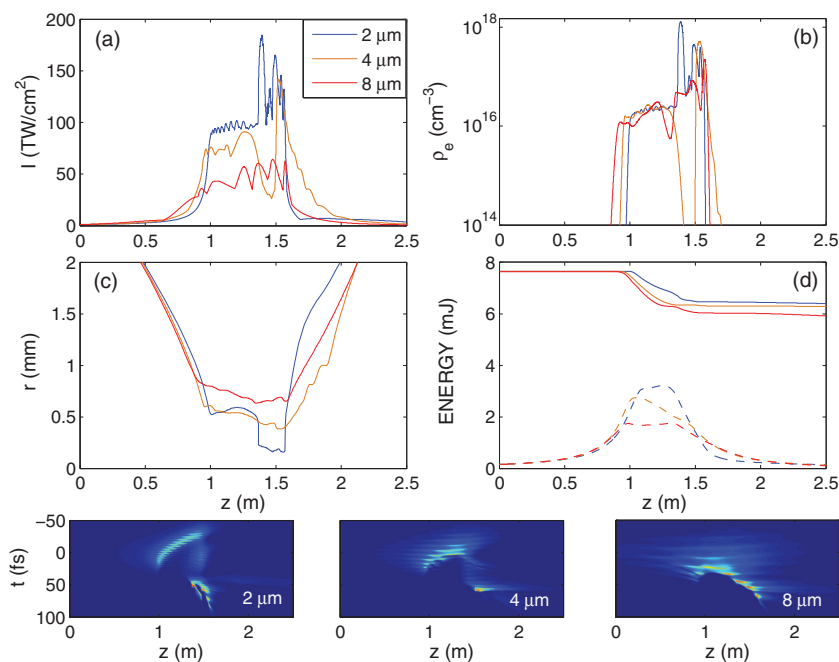 (a)
2 μm
4 μm
8 μm
I (TW/cm²)
200
150
100
50
0
0 0.5 1 1.5 2 2.5
(b)
ρₑ (cm⁻³)
10¹⁸
10¹⁶
10¹⁴
0 0.5 1 1.5 2 2.5
(c)
r (mm)
2
1.5
1
0.5
0
0 0.5 1 1.5 2 2.5
z (m)
(d)
ENERGY (mJ)
8
6
4
2
0
0 0.5 1 1.5 2 2.5
z (m)
t (fs)
−50
0
50
100
2 μm
0 1 2
z (m)
4 μm
0 1 2
z (m)
8 μm
0 1 2
z (m)